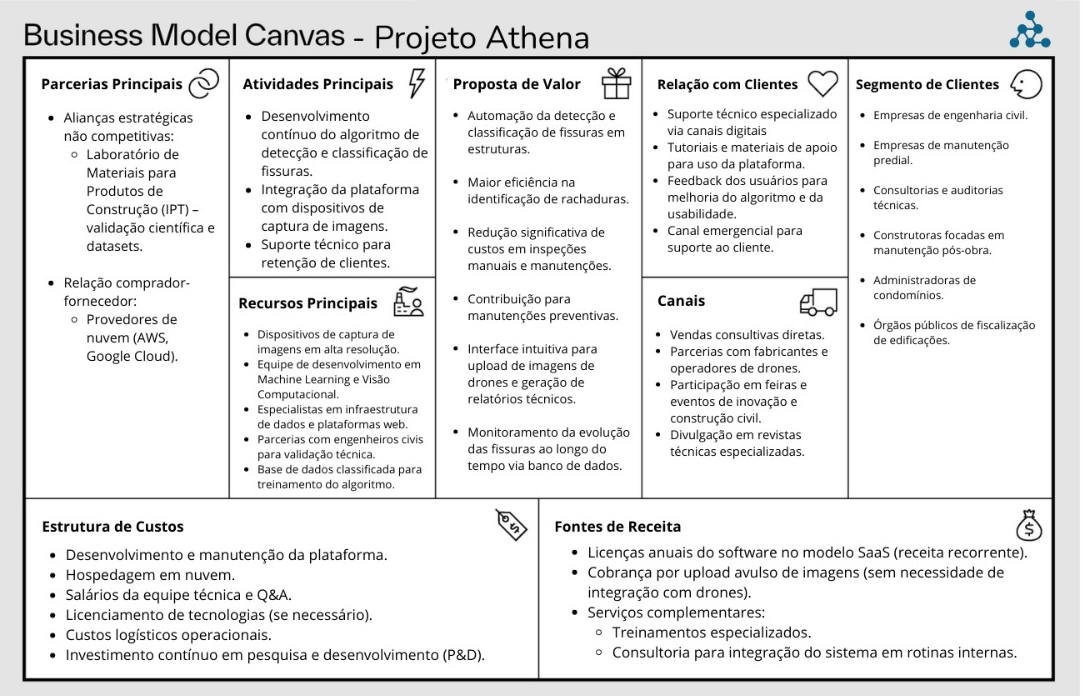 Business Model Canvas - Projeto Athena
Parcerias Principais
• Alianças estratégicas
não competitivas:
○ Laboratório de
Materiais para
Produtos de
Construção (IPT) –
validação científica e
datasets.
• Relação comprador-
fornecedor:
○ Provedores de
nuvem (AWS,
Google Cloud).
Atividades Principais
• Desenvolvimento
contínuo do algoritmo de
detecção e classificação de
fissuras.
• Integração da plataforma
com dispositivos de
captura de imagens.
• Suporte técnico para
retenção de clientes.
Recursos Principais
• Dispositivos de captura de
imagens em alta resolução.
• Equipe de desenvolvimento em
Machine Learning e Visão
Computacional.
• Especialistas em infraestrutura
de dados e plataformas web.
• Parcerias com engenheiros civis
para validação técnica.
• Base de dados classificada para
treinamento do algoritmo.
Proposta de Valor
• Automação da detecção e
classificação de fissuras em
estruturas.
• Maior eficiência na
identificação de rachaduras.
• Redução significativa de
custos em inspeções
manuais e manutenções.
• Contribuição para
manutenções preventivas.
• Interface intuitiva para
upload de imagens de
drones e geração de
relatórios técnicos.
• Monitoramento da evolução
das fissuras ao longo do
tempo via banco de dados.
Relação com Clientes
• Suporte técnico especializado
via canais digitais
• Tutoriais e materiais de apoio
para uso da plataforma.
• Feedback dos usuários para
melhoria do algoritmo e da
usabilidade.
• Canal emergencial para
suporte ao cliente.
Canais
• Vendas consultivas diretas.
• Parcerias com fabricantes e
operadores de drones.
• Participação em feiras e
eventos de inovação e
construção civil.
• Divulgação em revistas
técnicas especializadas.
Segmento de Clientes
• Empresas de engenharia civil.
• Empresas de manutenção
predial.
• Consultorias e auditorias
técnicas.
• Construtoras focadas em
manutenção pós-obra.
• Administradoras de
condomínios.
• Órgãos públicos de fiscalização
de edificações.
Estrutura de Custos
• Desenvolvimento e manutenção da plataforma.
• Hospedagem em nuvem.
• Salários da equipe técnica e Q&A.
• Licenciamento de tecnologias (se necessário).
• Custos logísticos operacionais.
• Investimento contínuo em pesquisa e desenvolvimento (P&D).
Fontes de Receita
• Licenças anuais do software no modelo SaaS (receita recorrente).
• Cobrança por upload avulso de imagens (sem necessidade de
integração com drones).
• Serviços complementares:
○ Treinamentos especializados.
○ Consultoria para integração do sistema em rotinas internas.